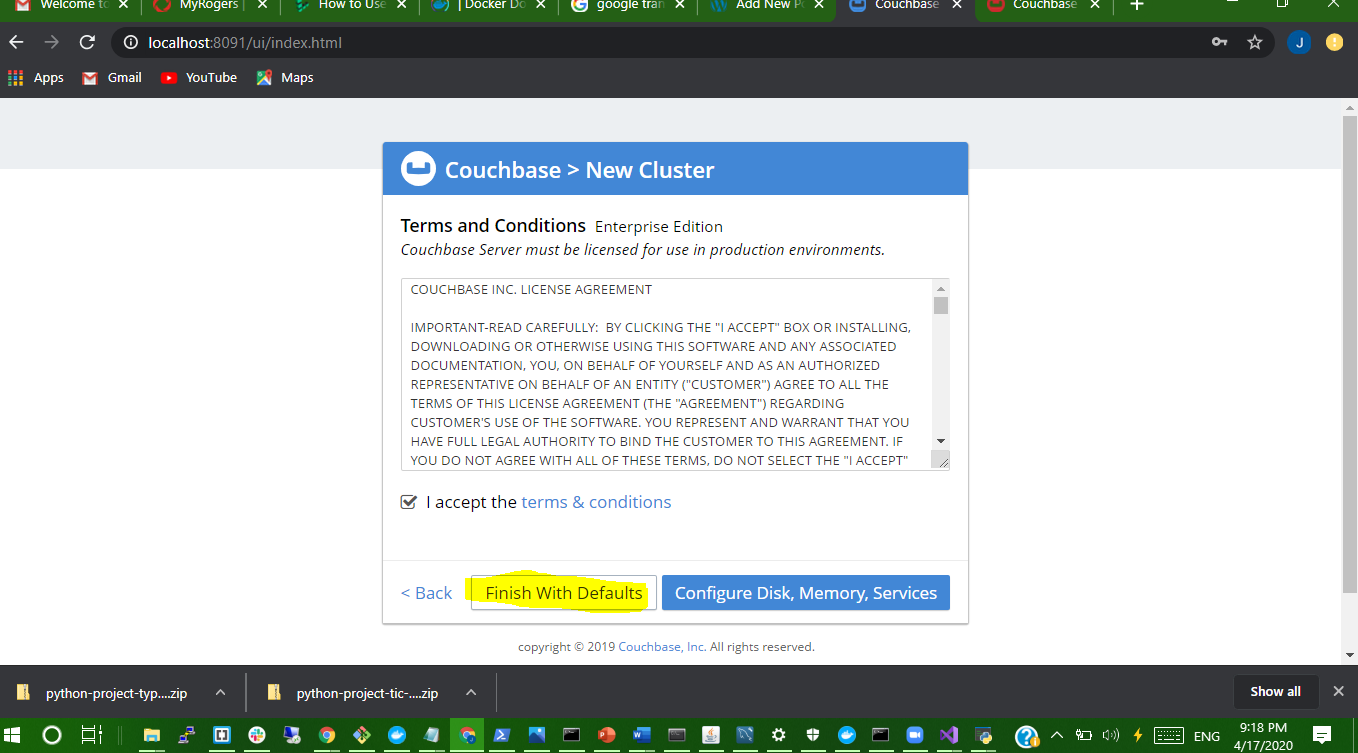 Welcome to
MyRogers |
How to Use
| Docker Do
google tran
Add New Po
Couchbase
Couchbase
localhost:8091/ui/index.html
J
Apps
Gmail
YouTube
Maps
Couchbase > New Cluster
Terms and Conditions Enterprise Edition
Couchbase Server must be licensed for use in production environments.
COUCHBASE INC. LICENSE AGREEMENT
IMPORTANT-READ CAREFULLY: BY CLICKING THE "I ACCEPT" BOX OR INSTALLING,
DOWNLOADING OR OTHERWISE USING THIS SOFTWARE AND ANY ASSOCIATED
DOCUMENTATION, YOU, ON BEHALF OF YOURSELF AND AS AN AUTHORIZED
REPRESENTATIVE ON BEHALF OF AN ENTITY ("CUSTOMER") AGREE TO ALL THE
TERMS OF THIS LICENSE AGREEMENT (THE "AGREEMENT") REGARDING
CUSTOMER'S USE OF THE SOFTWARE. YOU REPRESENT AND WARRANT THAT YOU
HAVE FULL LEGAL AUTHORITY TO BIND THE CUSTOMER TO THIS AGREEMENT. IF
YOU DO NOT AGREE WITH ALL OF THESE TERMS, DO NOT SELECT THE "I ACCEPT"
I accept the terms & conditions
< Back
Finish With Defaults
Configure Disk, Memory, Services
copyright © 2019 Couchbase, Inc. All rights reserved.
python-project-typ....zip
python-project-tic-....zip
Show all
ENG
9:18 PM
4/17/2020